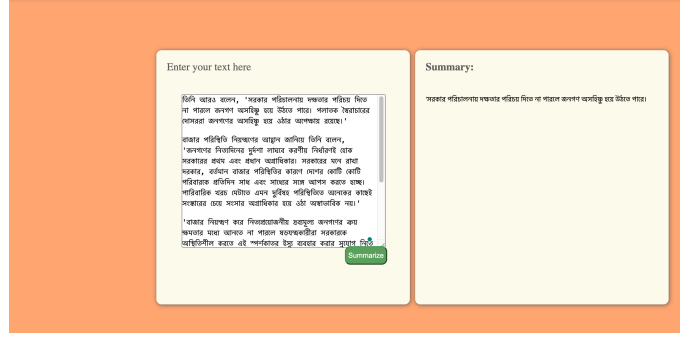 Enter your text here
তিনি আরও বলেন, 'সরকার পরিচালনায় দক্ষতার পরিচয় দিতে
না পারলে জনগণ অসহিষ্ণু হয়ে উঠতে পারে। পলাতক স্বৈরাচারের
দোসররা জনগণের অসহিষ্ণু হয়ে ওঠার অপেক্ষায় রয়েছে।'
বাজার পরিস্থিতি নিয়ন্ত্রণের আহ্বান জানিয়ে তিনি বলেন,
'জনগণের নিত্যদিনের দুর্দশা লাঘবে করণীয় নির্ধারণই হোক
সরকারের প্রথম এবং প্রধান অগ্রাধিকার। সরকারের মনে রাখা
দরকার, বর্তমান বাজার পরিস্থিতির কারণে দেশের কোটি কোটি
পরিবারকে প্রতিদিন সাধ এবং সাধ্যের সঙ্গে আপস করতে হচ্ছে।
পারিবারিক খরচ মেটাতে এমন দুর্বিষহ পরিস্থিতিতে অনেকের কাছেই
সংস্কারের চেয়ে সংসার অগ্রাধিকার হয়ে ওঠা অস্বাভাবিক নয়।'
'বাজার নিয়ন্ত্রণ করে নিত্যপ্রয়োজনীয় দ্রব্যমূল্য জনগণের ক্রয়
ক্ষমতার মধ্যে আনতে না পারলে ষড়যন্ত্রকারীরা সরকারকে
অস্থিতিশীল করতে এই স্পর্শকাতর ইস্যু ব্যবহার করার সুযোগ নিতে
Summarize
Summary:
সরকার পরিচালনায় দক্ষতার পরিচয় দিতে না পারলে জনগণ অসহিষ্ণু হয়ে উঠতে পারে।